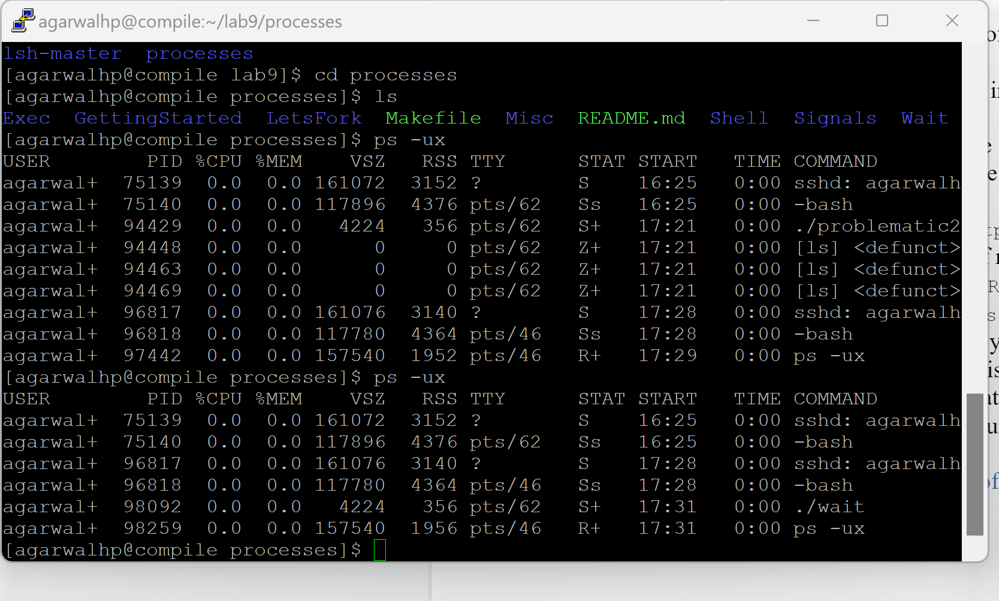 agarwalhp@compile:~/lab9/processes
lsh-master  processes
[agarwalhp@compile lab9]$ cd processes
[agarwalhp@compile processes]$ ls
Exec  GettingStarted  LetsFork  Makefile  Misc  README.md  Shell  Signals  Wait
[agarwalhp@compile processes]$ ps -ux
USER        PID %CPU %MEM    VSZ   RSS TTY      STAT START   TIME COMMAND
agarwal+  75139  0.0  0.0 161072  3152 ?        S    16:25   0:00 sshd: agarwalh
agarwal+  75140  0.0  0.0 117896  4376 pts/62   Ss   16:25   0:00 -bash
agarwal+  94429  0.0  0.0   4224   356 pts/62   S+   17:21   0:00 ./problematic2
agarwal+  94448  0.0  0.0      0     0 pts/62   Z+   17:21   0:00 [ls] <defunct>
agarwal+  94463  0.0  0.0      0     0 pts/62   Z+   17:21   0:00 [ls] <defunct>
agarwal+  94469  0.0  0.0      0     0 pts/62   Z+   17:21   0:00 [ls] <defunct>
agarwal+  96817  0.0  0.0 161076  3140 ?        S    17:28   0:00 sshd: agarwalh
agarwal+  96818  0.0  0.0 117780  4364 pts/46   Ss   17:28   0:00 -bash
agarwal+  97442  0.0  0.0 157540  1952 pts/46   R+   17:29   0:00 ps -ux
[agarwalhp@compile processes]$ ps -ux
USER        PID %CPU %MEM    VSZ   RSS TTY      STAT START   TIME COMMAND
agarwal+  75139  0.0  0.0 161072  3152 ?        S    16:25   0:00 sshd: agarwalh
agarwal+  75140  0.0  0.0 117896  4376 pts/62   Ss   16:25   0:00 -bash
agarwal+  96817  0.0  0.0 161076  3140 ?        S    17:28   0:00 sshd: agarwalh
agarwal+  96818  0.0  0.0 117780  4364 pts/46   Ss   17:28   0:00 -bash
agarwal+  98092  0.0  0.0   4224   356 pts/62   S+   17:31   0:00 ./wait
agarwal+  98259  0.0  0.0 157540  1956 pts/46   R+   17:31   0:00 ps -ux
[agarwalhp@compile processes]$